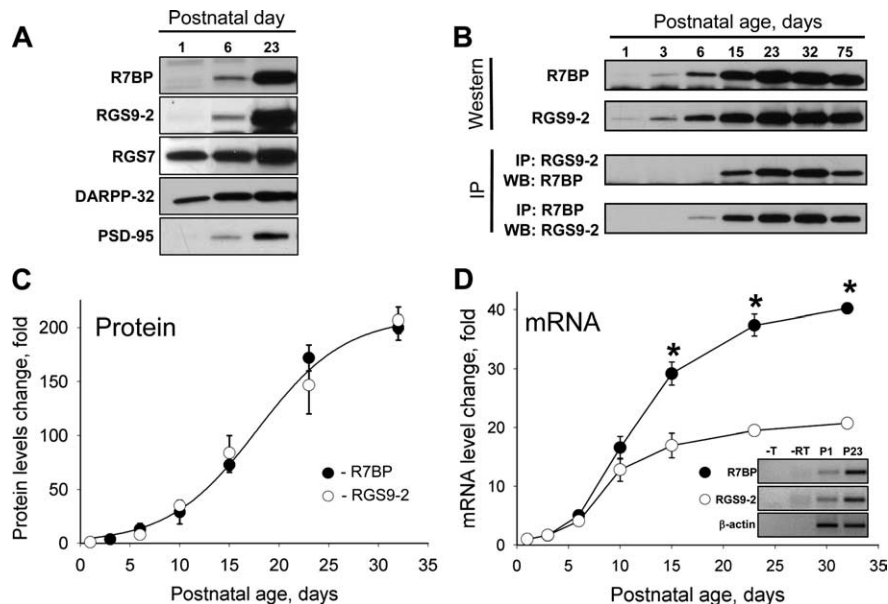 A
Postnatal day
1 6 23
R7BP
RGS9-2
RGS7
DARPP-32
PSD-95
B
Postnatal age, days
1 3 6 15 23 32 75
Western
R7BP
RGS9-2
IP
IP: RGS9-2
WB: R7BP
IP: R7BP
WB: RGS9-2
C
Protein
Protein levels change, fold
200
150
100
50
0
- R7BP
- RGS9-2
0 5 10 15 20 25 30 35
Postnatal age, days
D
mRNA
mRNA level change, fold
40
30
20
10
0
* * *
-T -RT P1 P23
R7BP
RGS9-2
β-actin
0 5 10 15 20 25 30 35
Postnatal age, days